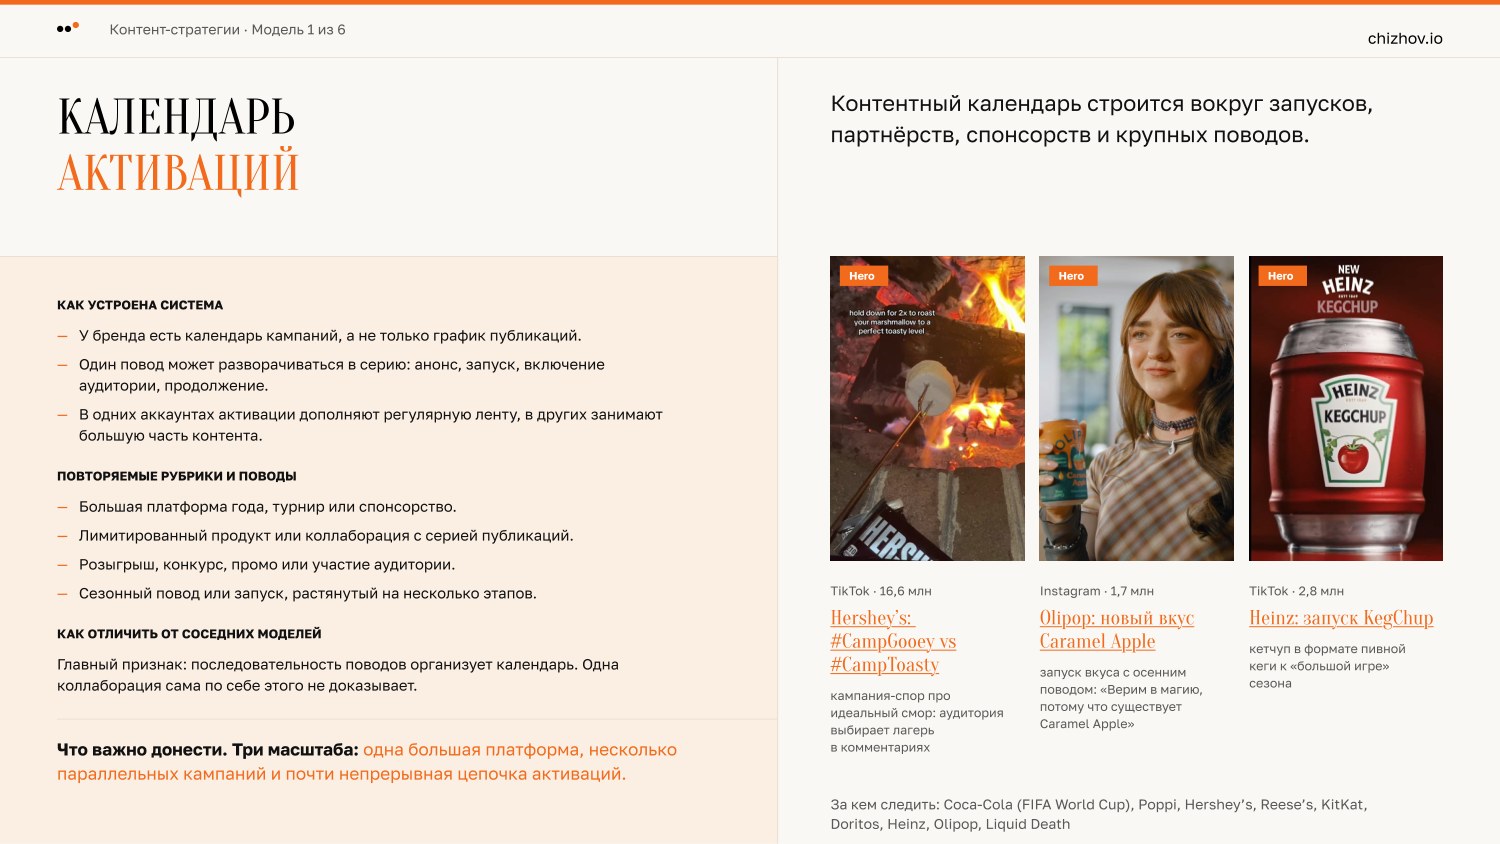 Контент-стратегии · Модель 1 из 6
chizhov.io
КАЛЕНДАРЬ
АКТИВАЦИЙ
Контентный календарь строится вокруг запусков,
партнёрств, спонсорств и крупных поводов.
КАК УСТРОЕНА СИСТЕМА
— У бренда есть календарь кампаний, а не только график публикаций.
— Один повод может разворачиваться в серию: анонс, запуск, включение
аудитории, продолжение.
— В одних аккаунтах активации дополняют регулярную ленту, в других занимают
большую часть контента.
ПОВТОРЯЕМЫЕ РУБРИКИ И ПОВОДЫ
— Большая платформа года, турнир или спонсорство.
— Лимитированный продукт или коллаборация с серией публикаций.
— Розыгрыш, конкурс, промо или участие аудитории.
— Сезонный повод или запуск, растянутый на несколько этапов.
КАК ОТЛИЧИТЬ ОТ СОСЕДНИХ МОДЕЛЕЙ
Главный признак: последовательность поводов организует календарь. Одна
коллаборация сама по себе этого не доказывает.
Что важно донести. Три масштаба: одна большая платформа, несколько
параллельных кампаний и почти непрерывная цепочка активаций.
Hero
hold down for 2x to roast
your marshmallow to a
perfect toasty level
HERSH
TikTok · 16,6 млн
Hershey’s:
#CampGooey vs
#CampToasty
кампания-спор про
идеальный смор: аудитория
выбирает лагерь
в комментариях
Hero
Instagram · 1,7 млн
Olipop: новый вкус
Caramel Apple
запуск вкуса с осенним
поводом: «Верим в магию,
потому что существует
Caramel Apple»
Hero
NEW
HEINZ
KEGCHUP
HEINZ
KEGCHUP
TikTok · 2,8 млн
Heinz: запуск KegChup
кетчуп в формате пивной
кеги к «большой игре»
сезона
За кем следить: Coca-Cola (FIFA World Cup), Poppi, Hershey’s, Reese’s, KitKat,
Doritos, Heinz, Olipop, Liquid Death